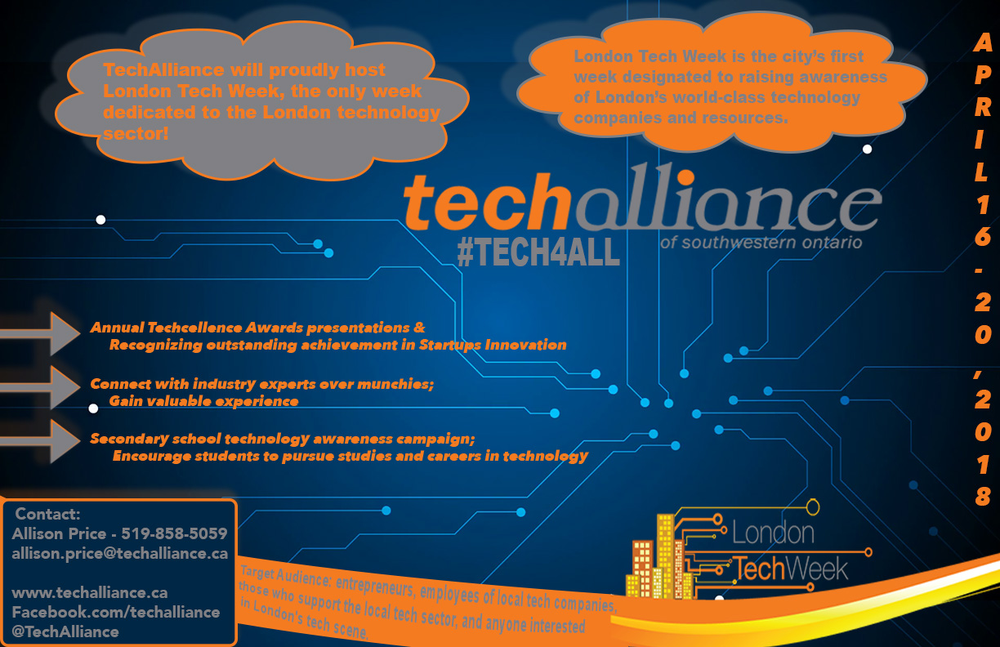 TechAlliance will proudly host
London Tech Week, the only week
dedicated to the London technology
sector!
London Tech Week is the city's first
week designated to raising awareness
of London's world-class technology
companies and resources.
APRIL 16-20, 2018
techalliance
of southwestern ontario
#TECH4ALL
Annual Techcellence Awards presentations &
Recognizing outstanding achievement in Startups Innovation
Connect with industry experts over munchies;
Gain valuable experience
Secondary school technology awareness campaign;
Encourage students to pursue studies and careers in technology
Contact:
Allison Price - 519-858-5059
allison.price@techalliance.ca
www.techalliance.ca
Facebook.com/techalliance
@TechAlliance
Target Audience: entrepreneurs, employees of local tech companies,
those who support the local tech sector, and anyone interested
in London's tech scene.
London
TechWeek